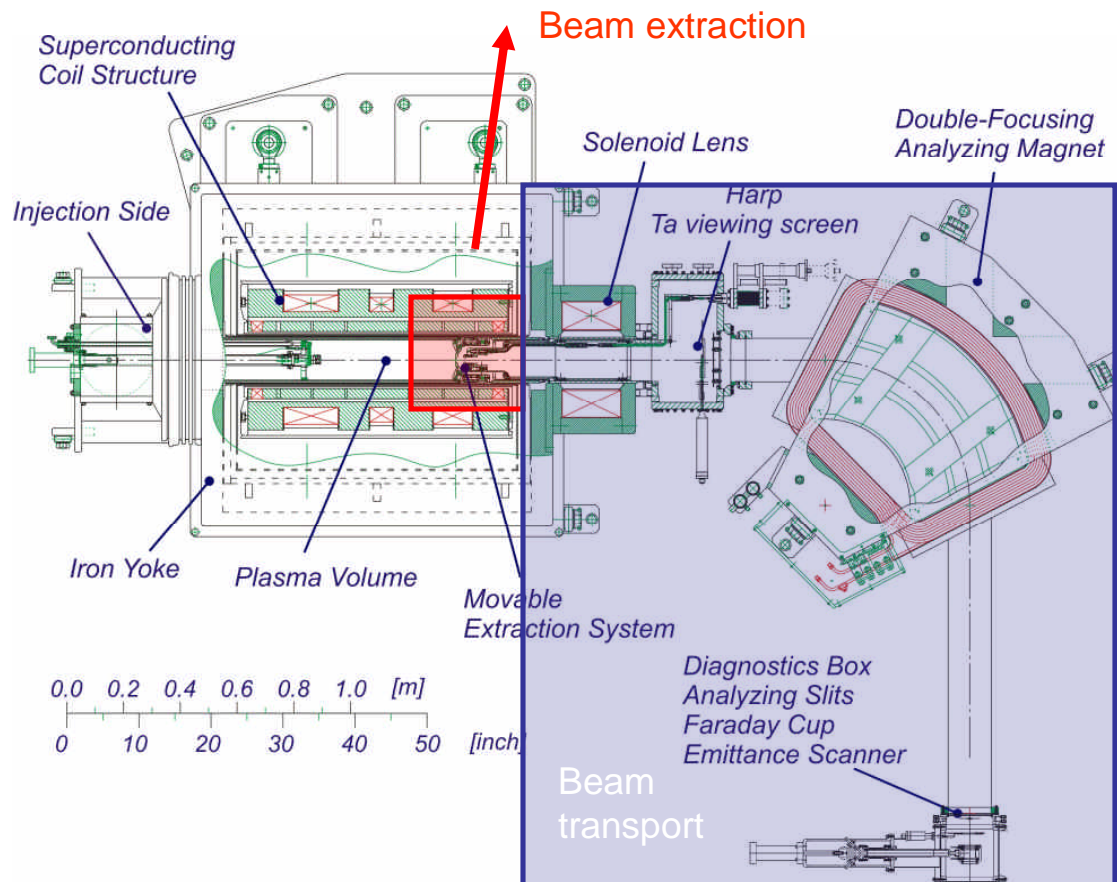 Beam extraction
Superconducting
Coil Structure
Solenoid Lens
Double-Focusing
Analyzing Magnet
Injection Side
Harp
Ta viewing screen
Iron Yoke
Plasma Volume
Movable
Extraction System
Diagnostics Box
Analyzing Slits
Faraday Cup
Emittance Scanner
0.0 0.2 0.4 0.6 0.8 1.0 [m]
0 10 20 30 40 50 [inch]
Beam
transport